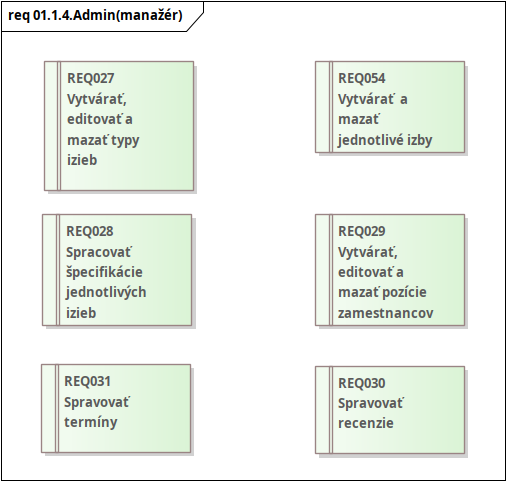 req 01.1.4.Admin(manažér)
REQ027
Vytvárať,
editovať a
mazať typy
izieb
REQ054
Vytvárať a
mazať
jednotlivé izby
REQ028
Spracovať
špecifikácie
jednotlivých
izieb
REQ029
Vytvárať,
editovať a
mazať pozície
zamestnancov
REQ031
Spravovať
termíny
REQ030
Spravovať
recenzie